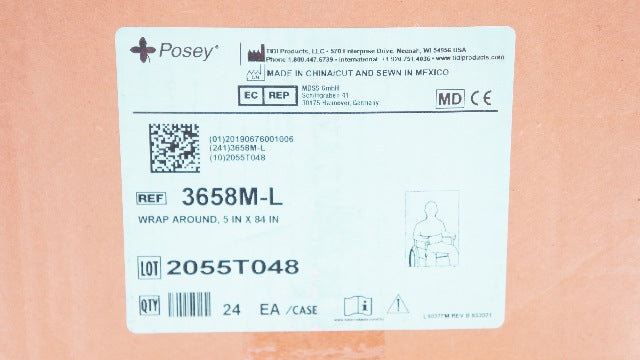 Posey®
TIDI Products, LLC - 570 Enterprise Drive, Neenah, WI 54956 USA
Phone 1.800.447.6739 - International +1.920.751.4036 - www.tidiproducts.com
MADE IN CHINA/CUT AND SEWN IN MEXICO
EC REP
MDSS GmbH
Schiffgraben 41
30175 Hannover, Germany
MD CE
(01)20190676001006
(241)3658M-L
(10)2055T048
REF 3658M-L
WRAP AROUND, 5 IN X 84 IN
LOT 2055T048
QTY 24 EA /CASE